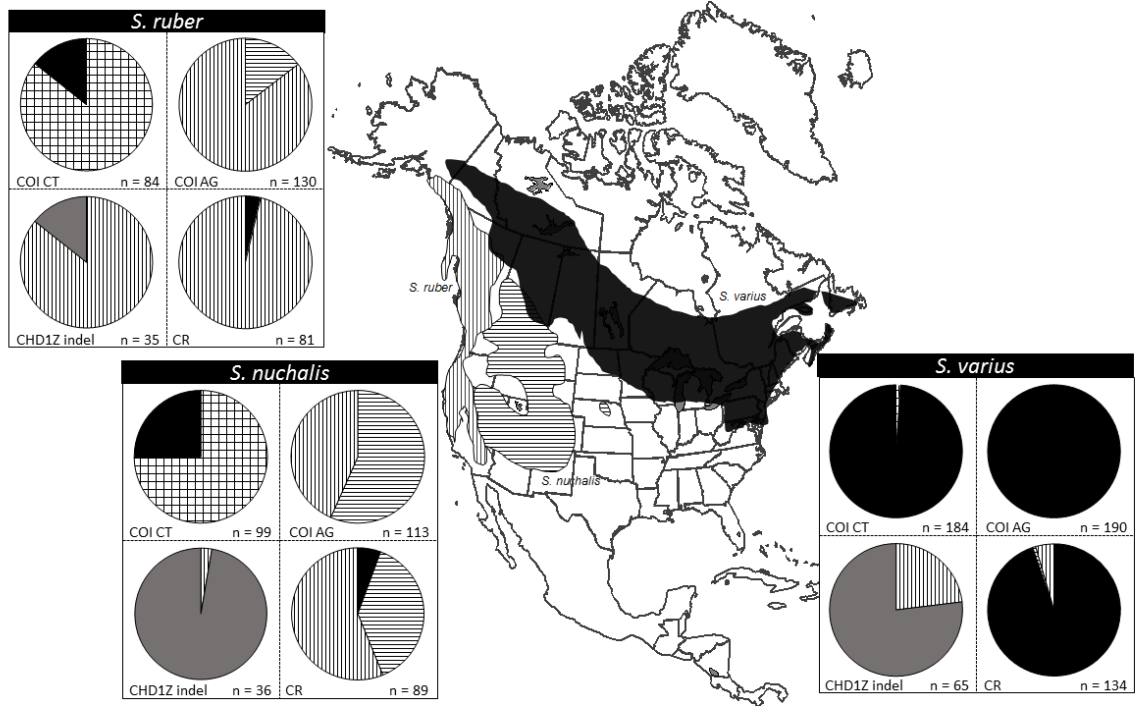 S. ruber
COI CT n = 84
COI AG n = 130
CHD1Z indel n = 35
CR n = 81
S. ruber
S. varius
S. nuchalis
S. nuchalis
COI CT n = 99
COI AG n = 113
CHD1Z indel n = 36
CR n = 89
S. varius
COI CT n = 184
COI AG n = 190
CHD1Z indel n = 65
CR n = 134